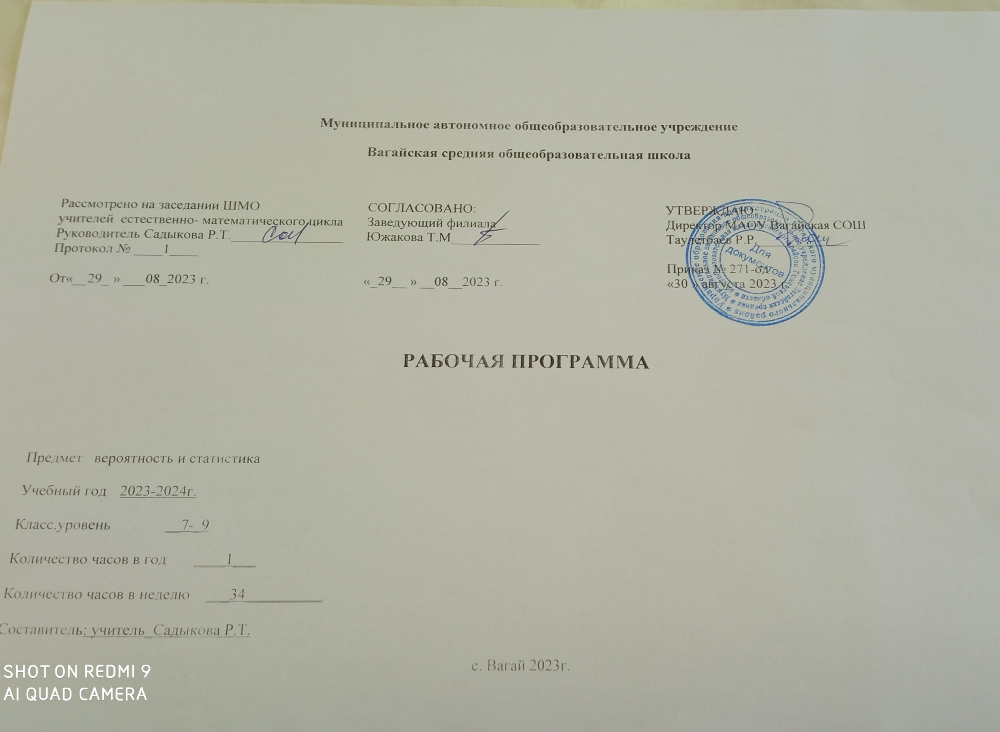 Муниципальное автономное общеобразовательное учреждение
Вагайская средняя общеобразовательная школа
Рассмотрено на заседании ШМО
учителей естественно- математического цикла
Руководитель Садыкова Р.Т.__________________
Протокол № ____1____
От«__29_ » ___08_2023 г.
СОГЛАСОВАНО:
Заведующий филиала
Южакова Т.М______________
«_29__ » __08__2023 г.
УТВЕРЖДАЮ
Директор МАОУ Вагайская СОШ
Таулетбаев Р.Р.______________
Приказ № 271-од
«30 » августа 2023 г.
Для
документов
РАБОЧАЯ ПРОГРАММА
Предмет вероятность и статистика
Учебный год 2023-2024г.
Класс.уровень __7-_9
Количество часов в год ____1___
Количество часов в неделю ___34__________
Составитель: учитель_Садыкова Р.Т.
с. Вагай 2023г.
SHOT ON REDMI 9
AI QUAD CAMERA